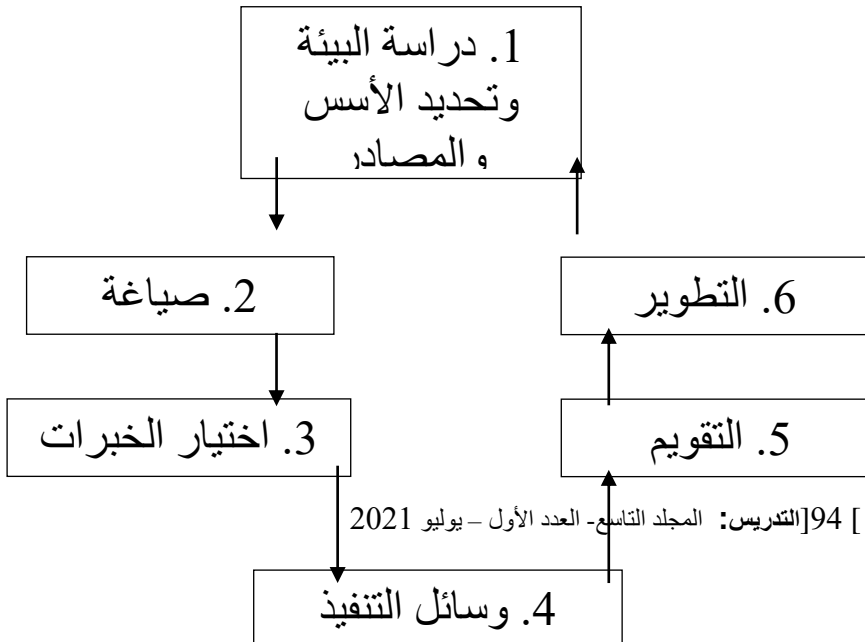 1. دراسة البيئة
وتحديد الأسس
والمصادر
2. صياغة
6. التطوير
3. اختيار الخبرات
5. التقويم
] 94[التدريس: المجلد التاسع- العدد الأول – يوليو 2021
4. وسائل التنفيذ